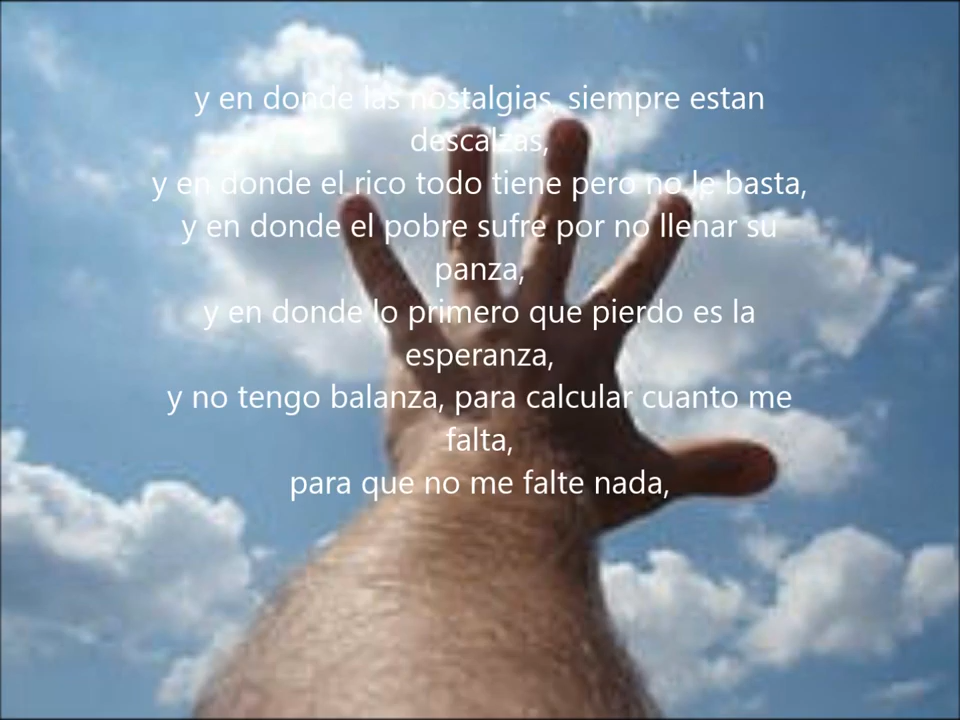 y en donde las nostalgias, siempre estan
descalzas,
y en donde el rico todo tiene pero no le basta,
y en donde el pobre sufre por no llenar su
panza,
y en donde lo primero que pierdo es la
esperanza,
y no tengo balanza, para calcular cuanto me
falta,
para que no me falte nada,